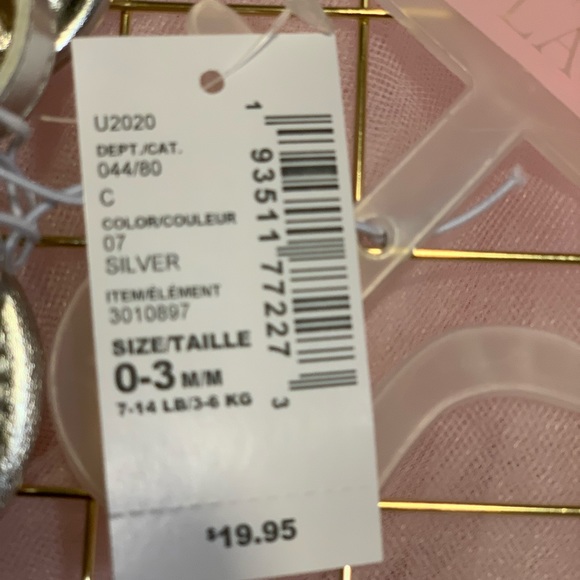 LA
U2020
DEPT./CAT.
044/80
C
COLOR/COULEUR
07
SILVER
ITEM/ÉLÉMENT
3010897
SIZE/TAILLE
0-3 M/M
7-14 LB/3-6 KG
1 93511 77227 3
$19.95